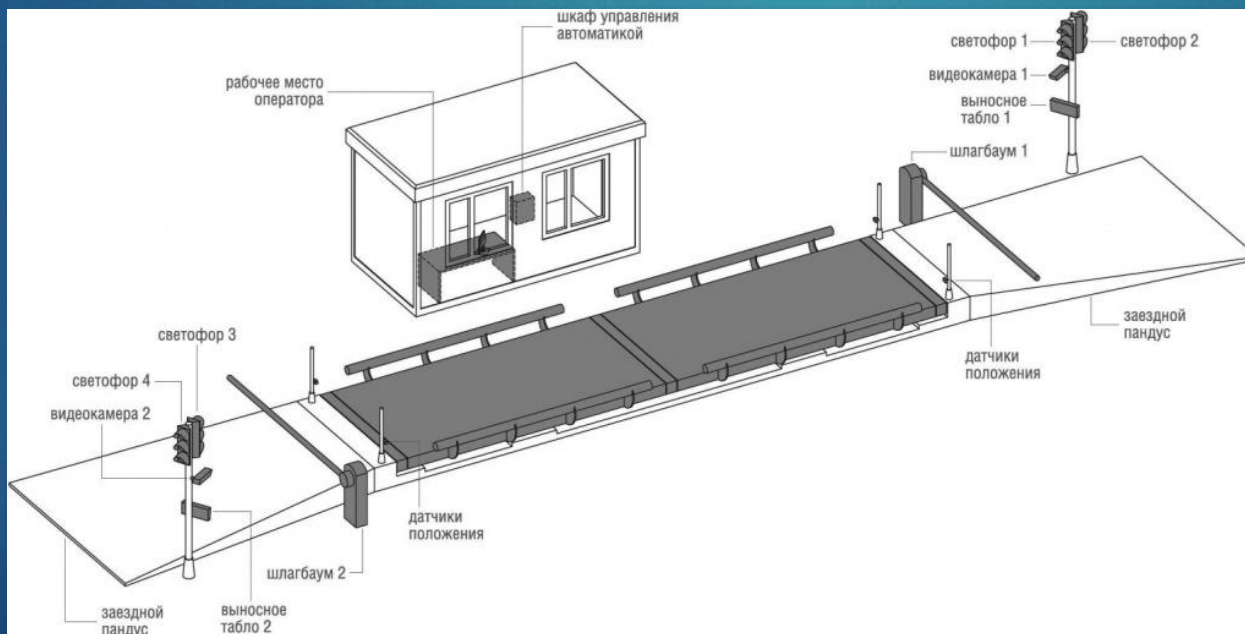 шкаф управления
автоматикой
рабочее место
оператора
светофор 1
светофор 2
видеокамера 1
выносное
табло 1
шлагбаум 1
заездной
пандус
датчики
положения
светофор 3
светофор 4
видеокамера 2
датчики
положения
шлагбаум 2
заездной
пандус
выносное
табло 2